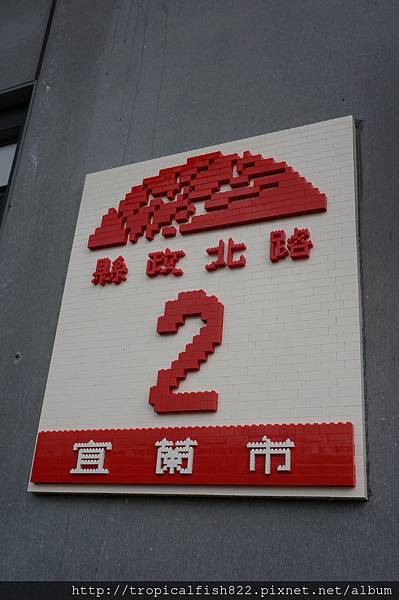 縣政北路
2
宜蘭市
http://tropicalfish822.pixnet.net/album